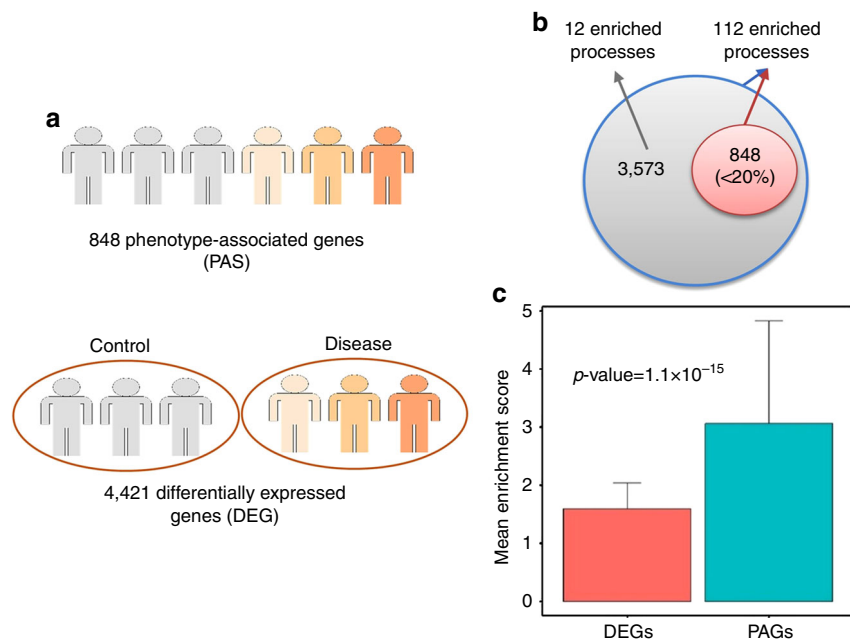 a
848 phenotype-associated genes
(PAS)
Control
Disease
4,421 differentially expressed
genes (DEG)
b
12 enriched
processes
112 enriched
processes
3,573
848
(<20%)
c
Mean enrichment score
5
4
3
2
1
0
p-value=1.1×10⁻¹⁵
DEGs
PAGs